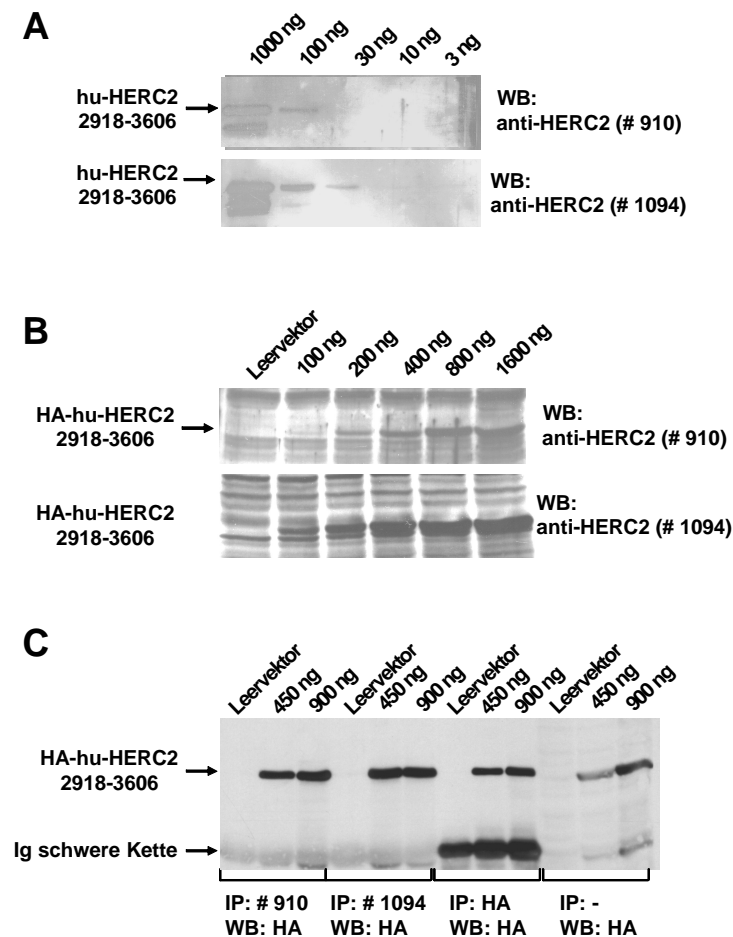 A
1000 ng 100 ng 30 ng 10 ng 3 ng
hu-HERC2
2918-3606
WB:
anti-HERC2 (# 910)
hu-HERC2
2918-3606
WB:
anti-HERC2 (# 1094)
B
Leervektor 100 ng 200 ng 400 ng 800 ng 1600 ng
HA-hu-HERC2
2918-3606
WB:
anti-HERC2 (# 910)
HA-hu-HERC2
2918-3606
WB:
anti-HERC2 (# 1094)
C
Leervektor 450 ng 900 ng Leervektor 450 ng 900 ng Leervektor 450 ng 900 ng Leervektor 450 ng 900 ng
HA-hu-HERC2
2918-3606
Ig schwere Kette
IP: # 910 IP: # 1094 IP: HA IP: -
WB: HA WB: HA WB: HA WB: HA